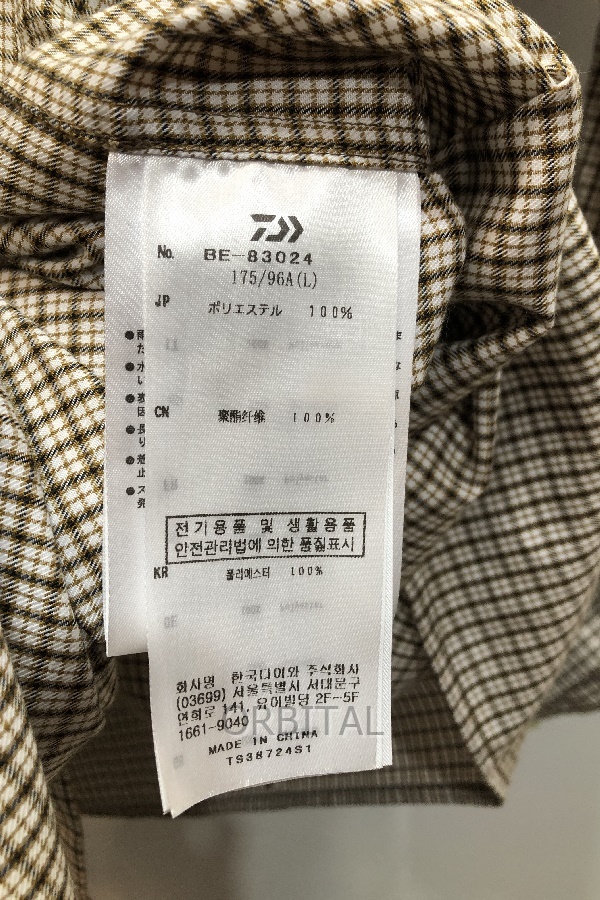 No. BE-83024
175/96A(L)
JP ポリエステル 100%
CN 聚酯纤维 100%
전기용품 및 생활용품
안전관리법에 의한 품질표시
KR 폴리에스터 100%
회사명 한국다이와 주식회사
(03699) 서울특별시 서대문구
연희로 141, 유어빌딩 2F-5F
1661-9040
ORBITAL
MADE IN CHINA
TS38724S1